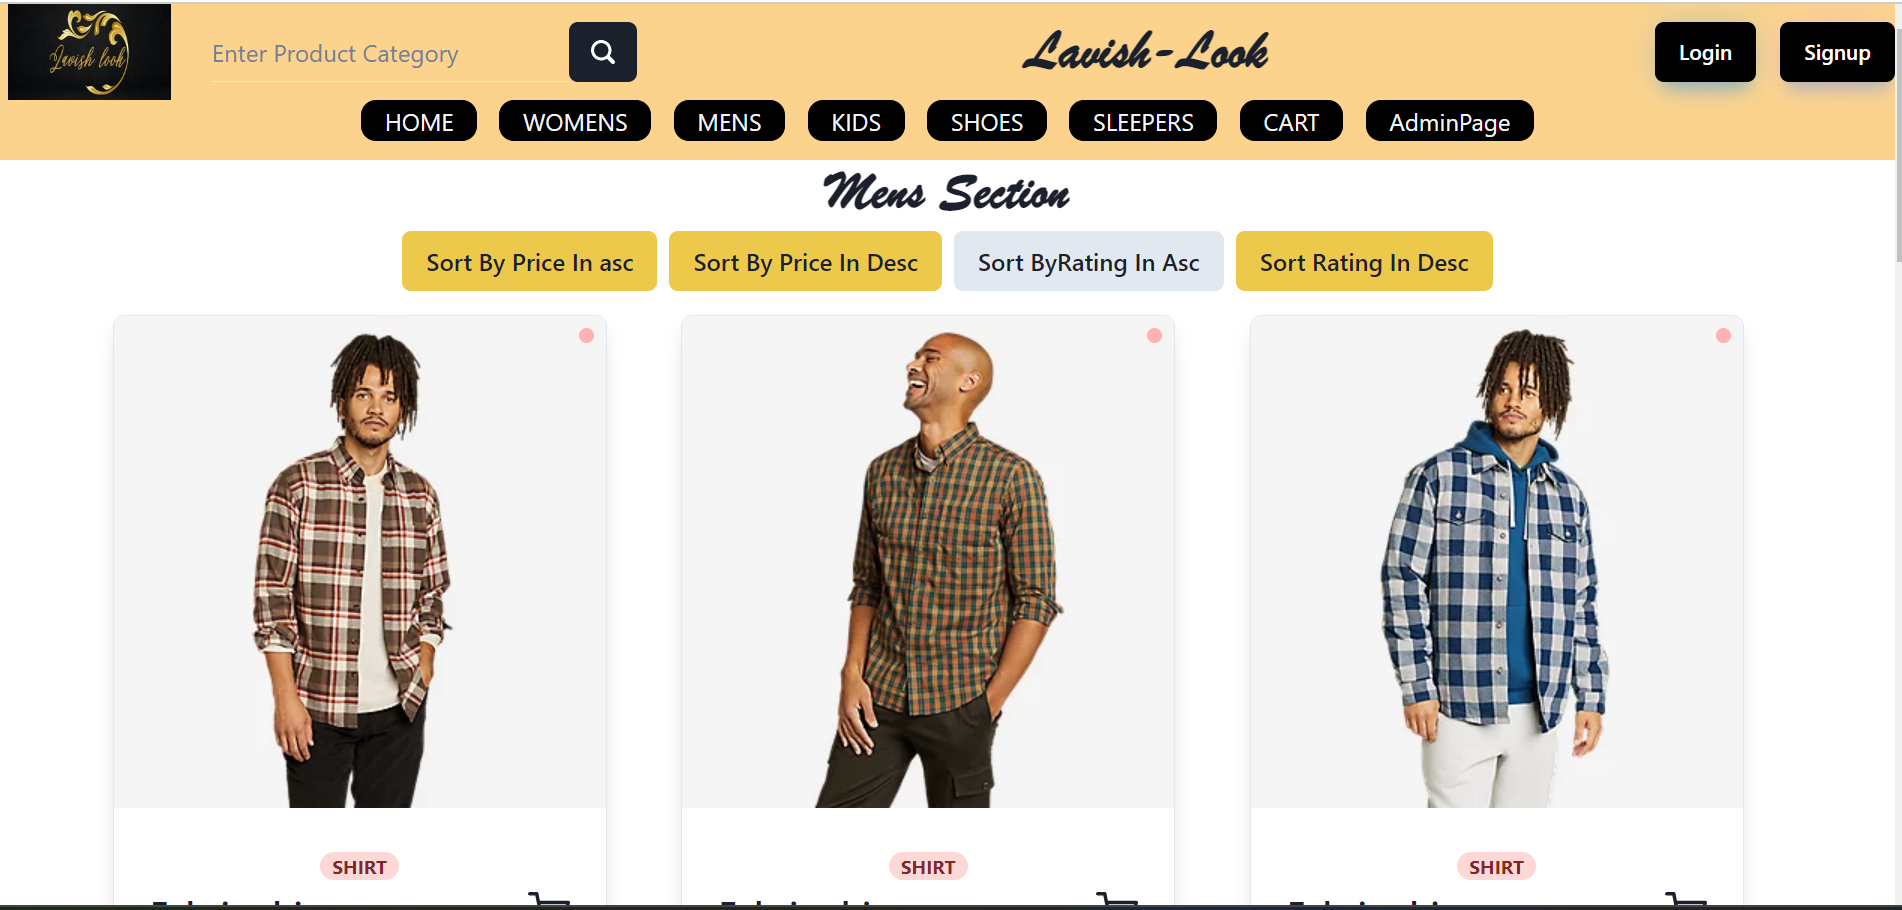 Lavish look
Enter Product Category
Lavish-Look
Login
Signup
HOME
WOMENS
MENS
KIDS
SHOES
SLEEPERS
CART
AdminPage
Mens Section
Sort By Price In asc
Sort By Price In Desc
Sort ByRating In Asc
Sort Rating In Desc
SHIRT
SHIRT
SHIRT